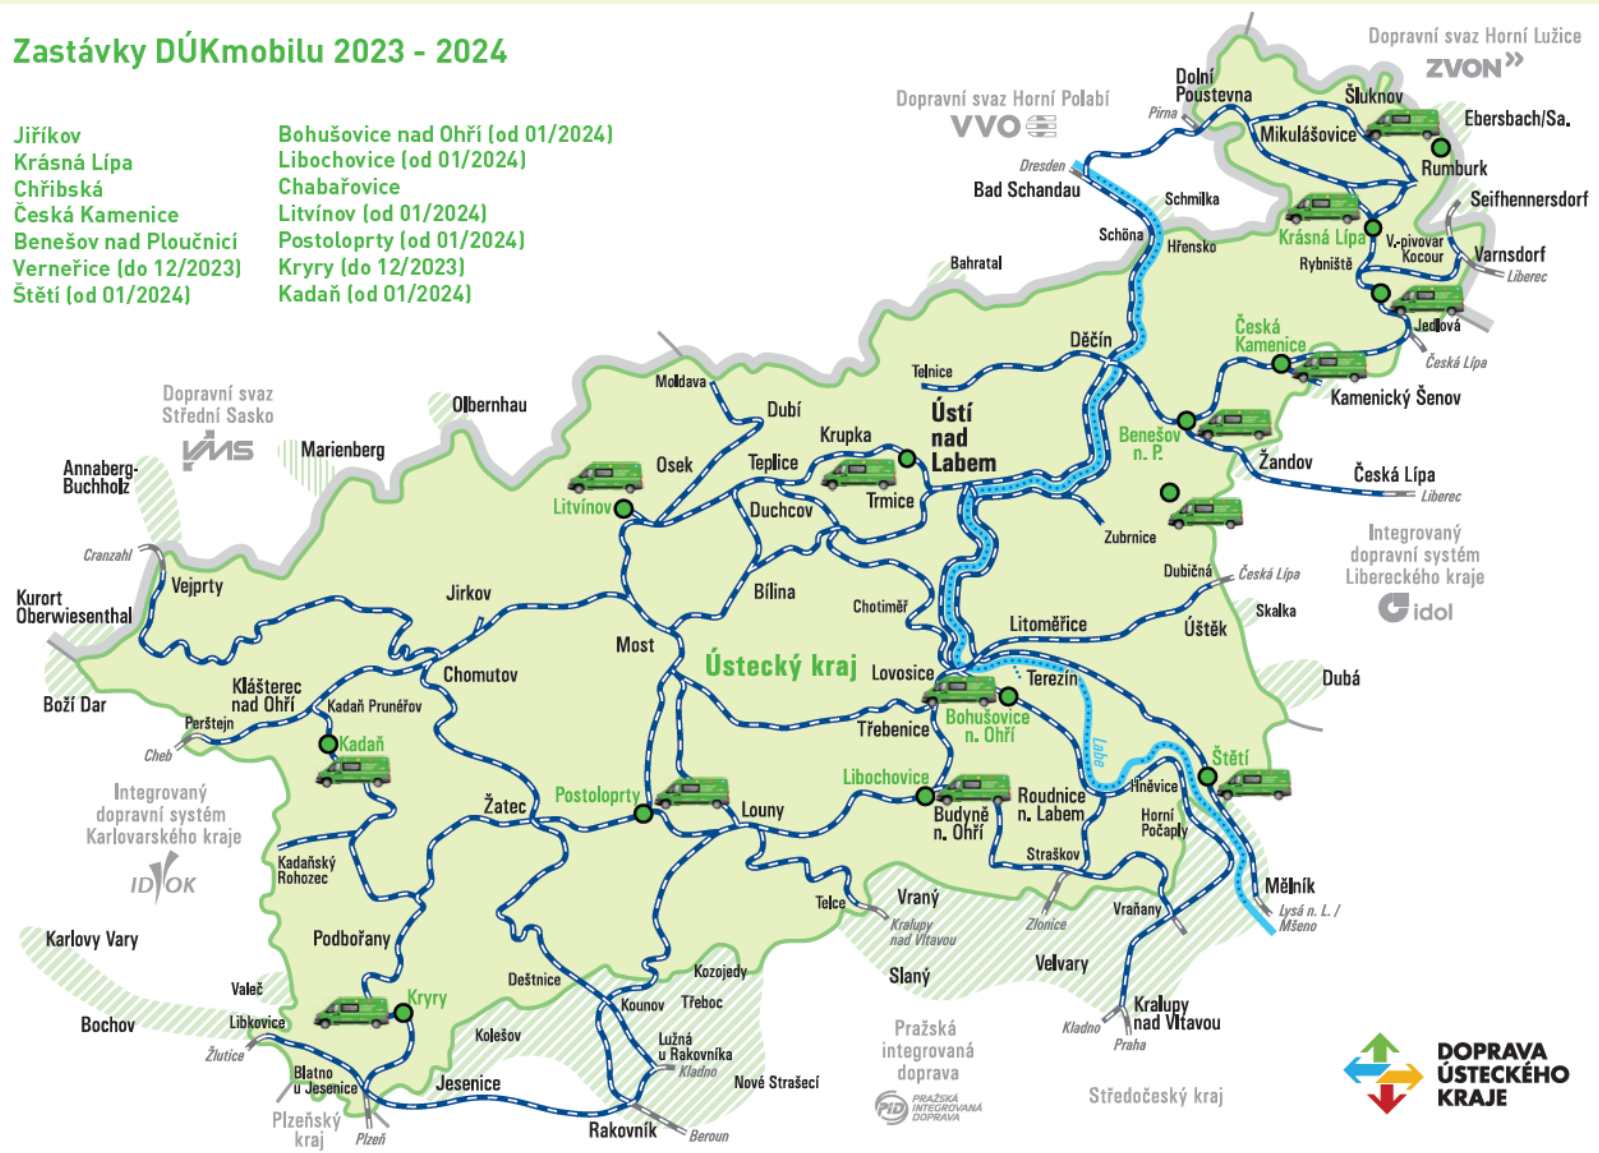 Zastávky DÚKmobilu 2023 - 2024
Jiříkov
Krásná Lípa
Chřibská
Česká Kamenice
Benešov nad Ploučnicí
Verneřice (do 12/2023)
Štětí (od 01/2024)
Bohušovice nad Ohří (od 01/2024)
Libochovice (od 01/2024)
Chabařovice
Litvínov (od 01/2024)
Postoloprty (od 01/2024)
Kryry (do 12/2023)
Kadaň (od 01/2024)
Dopravní svaz Horní Lužice
ZVON
Dopravní svaz Horní Polabí
VVO
Dolní
Poustevna
Pirna
Šluknov
Mikulášovice
Ebersbach/Sa.
Rumburk
Dresden
Bad Schandau
Schmilka
Seifhennersdorf
Schöna
Hřensko
Krásná Lípa
V.-pivovar
Kocour
Varnsdorf
Liberec
Rybniště
Bahratal
Jedlová
Česká Lípa
Česká
Kamenice
Kamenický Šenov
Děčín
Telnice
Moldava
Dubí
Ústí
nad
Labem
Benešov
n. P.
Žandov
Česká Lípa
Liberec
Dopravní svaz
Střední Sasko
VMS
Olbernhau
Marienberg
Annaberg-
Buchholz
Krupka
Osek
Teplice
Trmice
Litvínov
Duchcov
Zubrnice
Integrovaný
dopravní systém
Libereckého kraje
idol
Cranzahl
Vejprty
Kurort
Oberwiesenthal
Jirkov
Bílina
Chotiměř
Dubičná
Česká Lípa
Skalka
Úštěk
Litoměřice
Most
Ústecký kraj
Lovosice
Terezín
Dubá
Boží Dar
Chomutov
Klášterec
nad Ohří
Kadaň Prunéřov
Perštejn
Cheb
Kadaň
Třebenice
Bohušovice
n. Ohří
Labe
Štětí
Integrovaný
dopravní systém
Karlovarského kraje
IDOK
Žatec
Postoloprty
Louny
Libochovice
Budyně
n. Ohří
Roudnice
n. Labem
Hněvice
Horní
Počaply
Kadaňský
Rohozec
Straškov
Mělník
Lysá n. L. /
Mšeno
Telce
Vraný
Kralupy
nad Vltavou
Zlonice
Vraňany
Karlovy Vary
Podbořany
Slaný
Velvary
Valeč
Deštnice
Kozojedy
Kounov
Třeboc
Kryry
Bochov
Libkovice
Žlutice
Kolešov
Lužná
u Rakovníka
Kladno
Nové Strašecí
Kralupy
nad Vltavou
Kladno
Praha
Pražská
integrovaná
doprava
PID PRAŽSKÁ
INTEGROVANÁ
DOPRAVA
Blatno
u Jesenice
Jesenice
Plzeňský
kraj
Plzeň
Rakovník
Beroun
Středočeský kraj
DOPRAVA
ÚSTECKÉHO
KRAJE